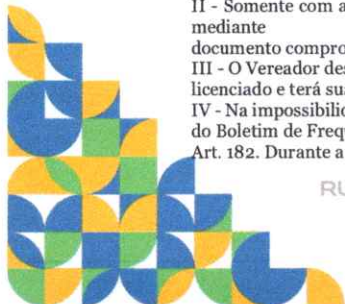 II - Somente com a
mediante
documento compro
III - O Vereador des
licenciado e terá sua
IV - Na impossibilid
do Boletim de Frequ
Art. 182. Durante a
RU